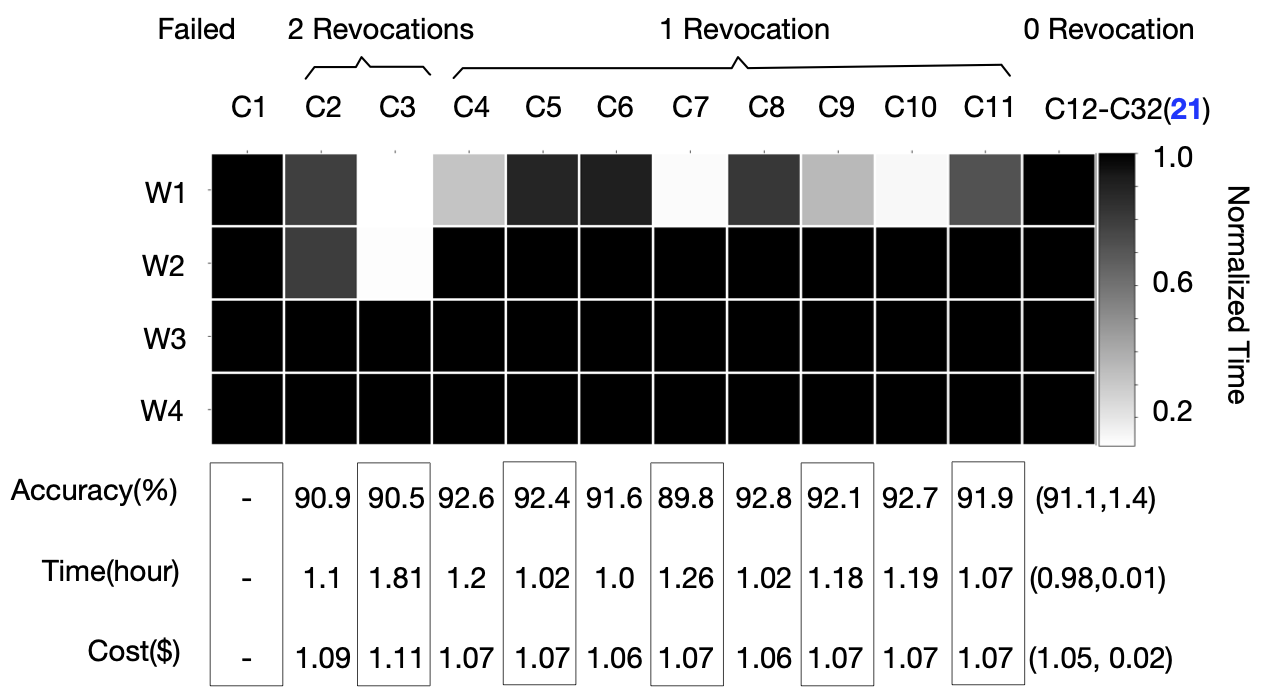 Failed 2 Revocations 1 Revocation 0 Revocation
C1 C2 C3 C4 C5 C6 C7 C8 C9 C10 C11 C12-C32(21)
W1 1.0
W2
0.6
W3
W4 0.2
Normalized Time
Accuracy(%) - 90.9 90.5 92.6 92.4 91.6 89.8 92.8 92.1 92.7 91.9 (91.1,1.4)
Time(hour) - 1.1 1.81 1.2 1.02 1.0 1.26 1.02 1.18 1.19 1.07 (0.98,0.01)
Cost($) - 1.09 1.11 1.07 1.07 1.06 1.07 1.06 1.07 1.07 1.07 (1.05, 0.02)